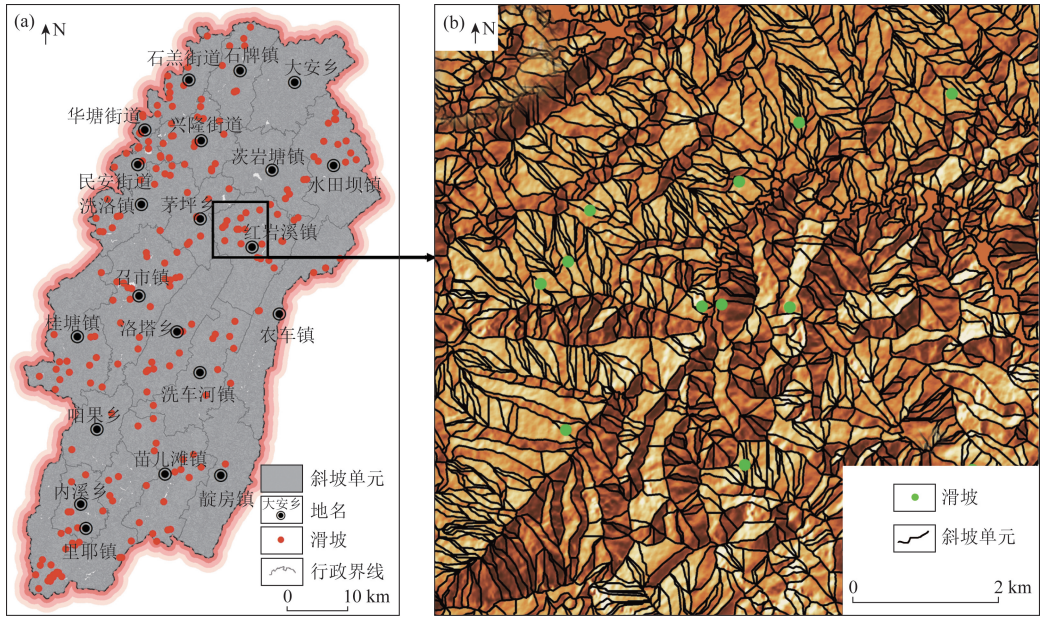 (a)
N
石羔街道
石牌镇
大安乡
华塘街道
兴隆街道
茨岩塘镇
民安街道
水田坝镇
洗洛镇
茅坪乡
红岩溪镇
召市镇
桂塘镇
洛塔乡
农车镇
洗车河镇
咱果乡
苗儿滩镇
内溪乡
靛房镇
里耶镇
斜坡单元
大安乡
地名
滑坡
行政界线
0 10 km
(b)
N
滑坡
斜坡单元
0 2 km